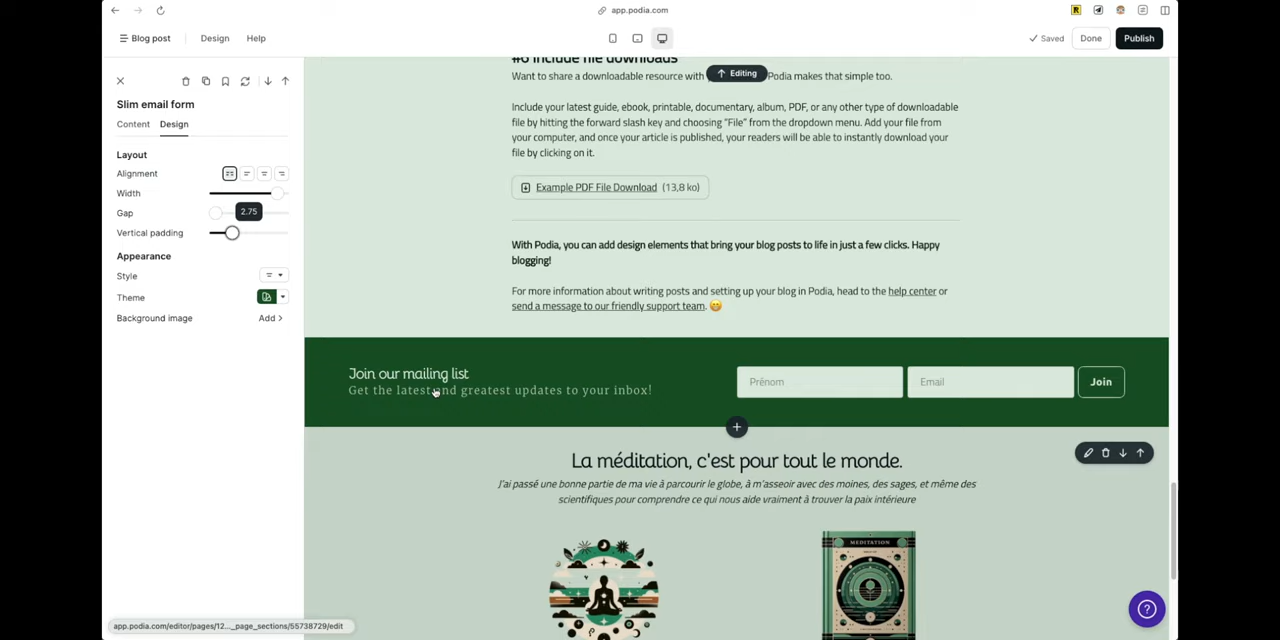 app.podia.com
R
Blog post
Design
Help
Saved
Done
Publish
Slim email form
Content
Design
Layout
Alignment
Width
Gap
2.75
Vertical padding
Appearance
Style
Theme
Background image
Add >
#6 Include file downloads
Editing
Want to share a downloadable resource with
Podia makes that simple too.
Include your latest guide, ebook, printable, documentary, album, PDF, or any other type of downloadable
file by hitting the forward slash key and choosing "File" from the dropdown menu. Add your file from
your computer, and once your article is published, your readers will be able to instantly download your
file by clicking on it.
Example PDF File Download (13,8 ko)
With Podia, you can add design elements that bring your blog posts to life in just a few clicks. Happy
blogging!
For more information about writing posts and setting up your blog in Podia, head to the help center or
send a message to our friendly support team. 😁
Join our mailing list
Get the latest and greatest updates to your inbox!
Prénom
Email
Join
La méditation, c'est pour tout le monde.
J'ai passé une bonne partie de ma vie à parcourir le globe, à m'asseoir avec des moines, des sages, et même des
scientifiques pour comprendre ce qui nous aide vraiment à trouver la paix intérieure
MEDITATION
app.podia.com/editor/pages/12..._page_sections/55738729/edit